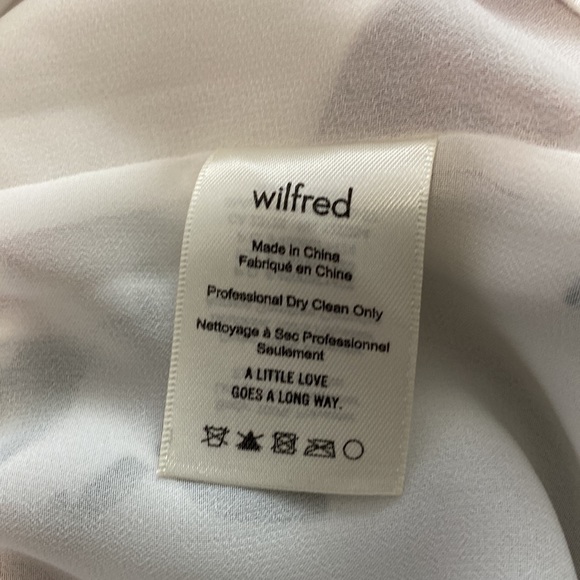 wilfred
Made in China
Fabriqué en Chine
Professional Dry Clean Only
Nettoyage à Sec Professionnel
Seulement
A LITTLE LOVE
GOES A LONG WAY.